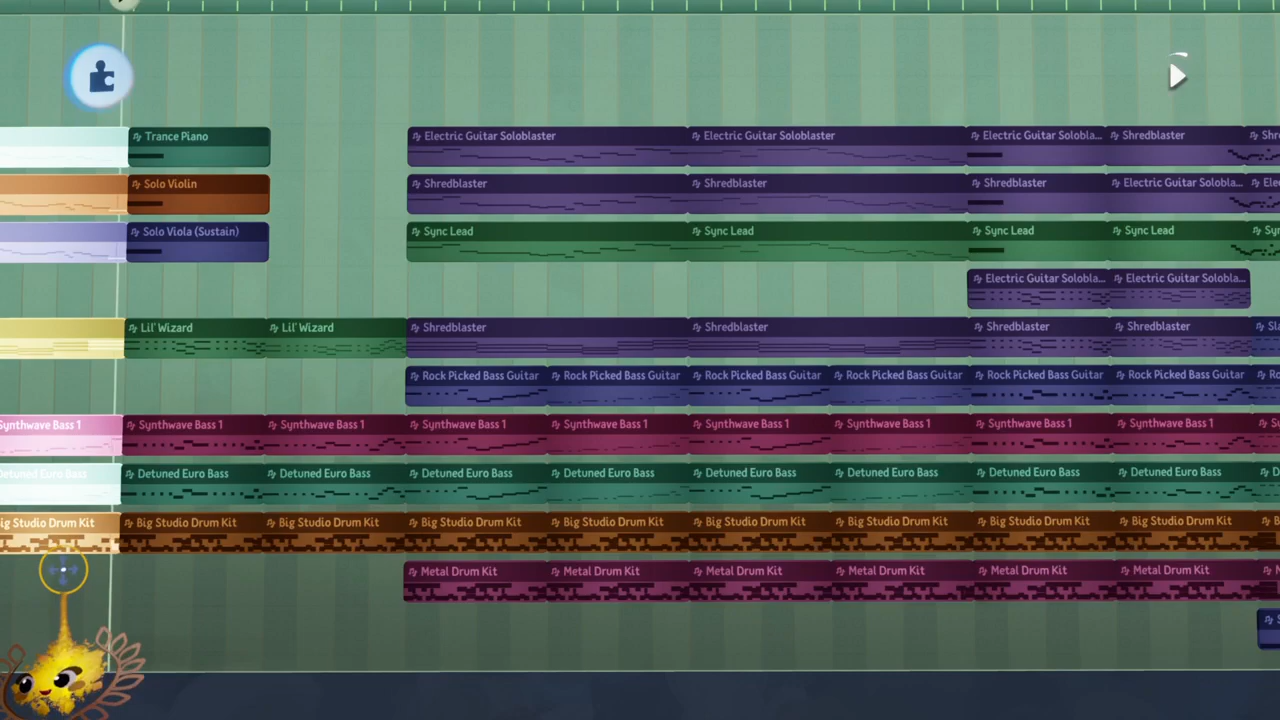 Trance Piano Electric Guitar Soloblaster Electric Guitar Soloblaster Electric Guitar Solobla... Shredblaster Shr
Solo Violin Shredblaster Shredblaster Shredblaster Electric Guitar Solobla... Ele
Solo Viola (Sustain) Sync Lead Sync Lead Sync Lead Sync Lead Syn
Electric Guitar Solobla... Electric Guitar Solobla...
Lil' Wizard Lil' Wizard Shredblaster Shredblaster Shredblaster Shredblaster Sla
Rock Picked Bass Guitar Rock Picked Bass Guitar Rock Picked Bass Guitar Rock Picked Bass Guitar Rock Picked Bass Guitar Rock Picked Bass Guitar Ro
Synthwave Bass 1 Synthwave Bass 1 Synthwave Bass 1 Synthwave Bass 1 Synthwave Bass 1 Synthwave Bass 1 Synthwave Bass 1 Synthwave Bass 1 Synthwave Bass 1 Sy
Detuned Euro Bass Detuned Euro Bass Detuned Euro Bass Detuned Euro Bass Detuned Euro Bass Detuned Euro Bass Detuned Euro Bass Detuned Euro Bass Detuned Euro Bass D
ig Studio Drum Kit Big Studio Drum Kit Big Studio Drum Kit Big Studio Drum Kit Big Studio Drum Kit Big Studio Drum Kit Big Studio Drum Kit Big Studio Drum Kit Big Studio Drum Kit B
Metal Drum Kit Metal Drum Kit Metal Drum Kit Metal Drum Kit Metal Drum Kit Metal Drum Kit M
S